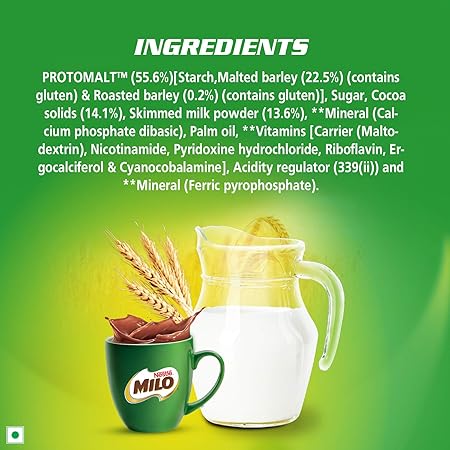 INGREDIENTS
PROTOMALT™ (55.6%)[Starch,Malted barley (22.5%) (contains
gluten) & Roasted barley (0.2%) (contains gluten)], Sugar, Cocoa
solids (14.1%), Skimmed milk powder (13.6%), **Mineral (Cal-
cium phosphate dibasic), Palm oil, **Vitamins [Carrier (Malto-
dextrin), Nicotinamide, Pyridoxine hydrochloride, Riboflavin, Er-
gocalciferol & Cyanocobalamine], Acidity regulator (339(ii)) and
**Mineral (Ferric pyrophosphate).
Nestlé
MILO